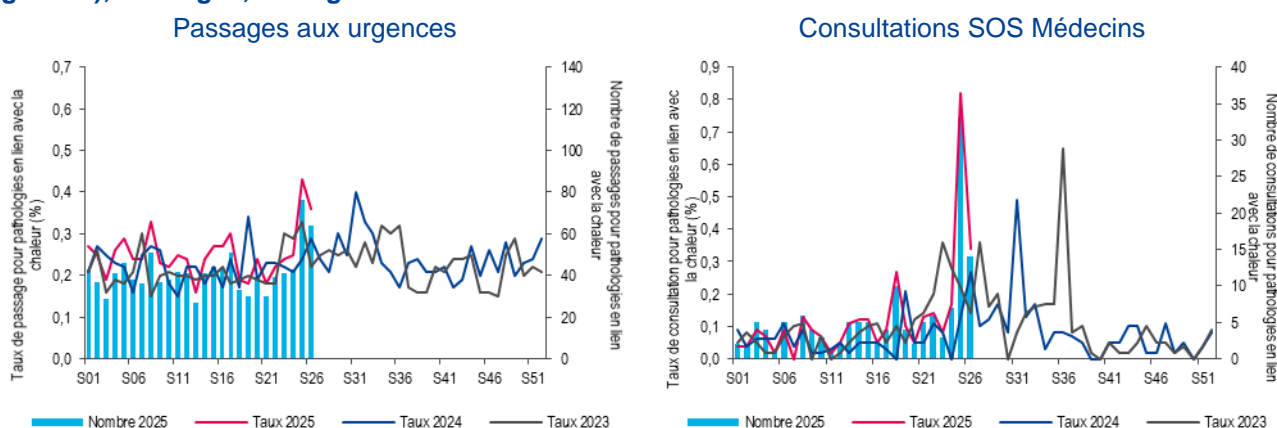 Passages aux urgences
Consultations SOS Médecins
Taux de passage pour pathologies en lien avec la
chaleur (%)
0,7
0,6
0,5
0,4
0,3
0,2
0,1
0,0
140
120
100
80
60
40
20
0
Nombre de passages pour pathologies en lien
avec la chaleur
S01 S06 S11 S16 S21 S26 S31 S36 S41 S46 S51
Nombre 2025 Taux 2025 Taux 2024 Taux 2023
Taux de consultation pour pathologies en lien avec
la chaleur (%)
0,9
0,8
0,7
0,6
0,5
0,4
0,3
0,2
0,1
0,0
40
35
30
25
20
15
10
5
0
Nombre de consultations pour pathologies en lien
avec la chaleur
S01 S06 S11 S16 S21 S26 S31 S36 S41 S46 S51
Nombre 2025 Taux 2025 Taux 2024 Taux 2023